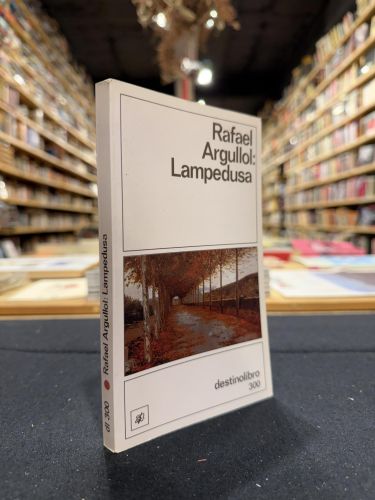 Rafael
Argullol:
Lampedusa
destinolibro
300
dl 300 Rafael Argullol: Lampedusa